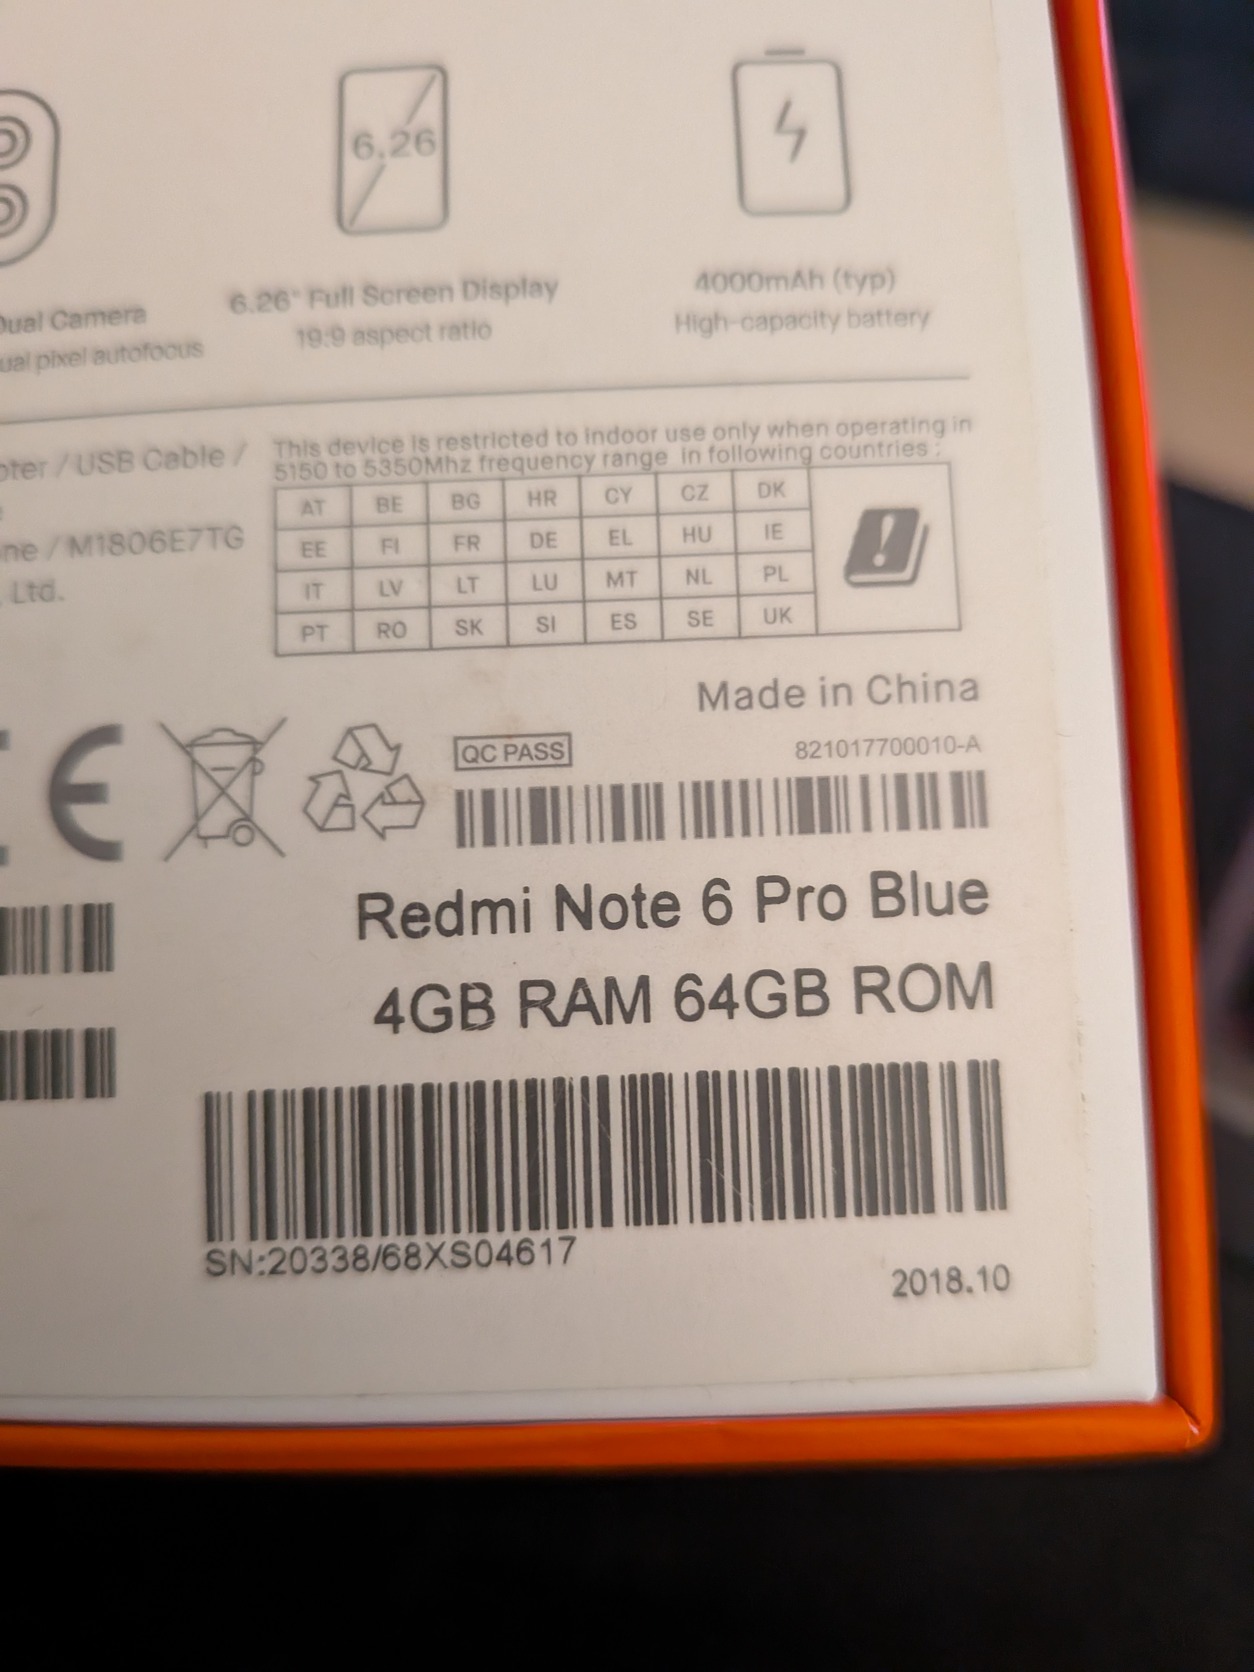 6.26
Dual Camera
ual pixel autofocus
6.26" Full Screen Display
19:9 aspect ratio
4000mAh (typ)
High-capacity battery
pter / USB Cable /
ne / M1806E7TG
Ltd.
This device is restricted to indoor use only when operating in
5150 to 5350Mhz frequency range in following countries :
AT BE BG HR CY CZ DK
EE FI FR DE EL HU IE
IT LV LT LU MT NL PL
PT RO SK SI ES SE UK
Made in China
CE
QC PASS
821017700010-A
Redmi Note 6 Pro Blue
4GB RAM 64GB ROM
SN:20338/68XS04617
2018.10